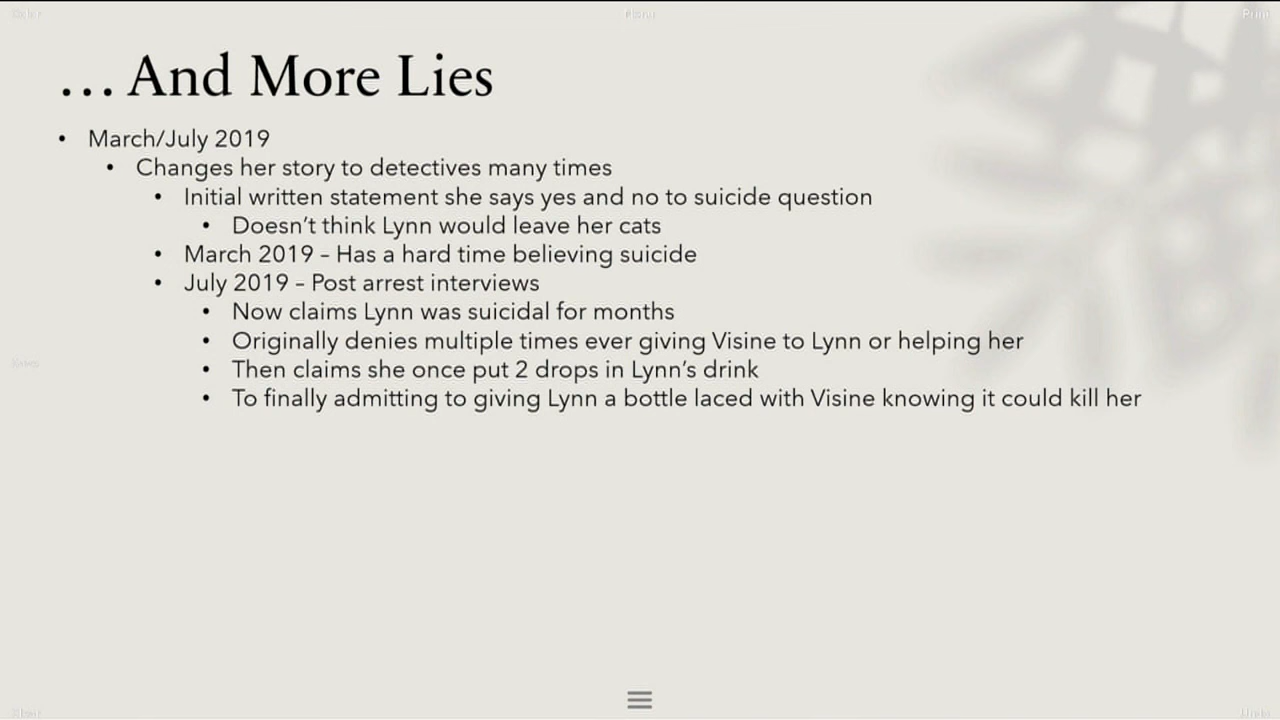 Print
… And More Lies
• March/July 2019
• Changes her story to detectives many times
• Initial written statement she says yes and no to suicide question
• Doesn’t think Lynn would leave her cats
• March 2019 – Has a hard time believing suicide
• July 2019 – Post arrest interviews
• Now claims Lynn was suicidal for months
• Originally denies multiple times ever giving Visine to Lynn or helping her
• Then claims she once put 2 drops in Lynn’s drink
• To finally admitting to giving Lynn a bottle laced with Visine knowing it could kill her